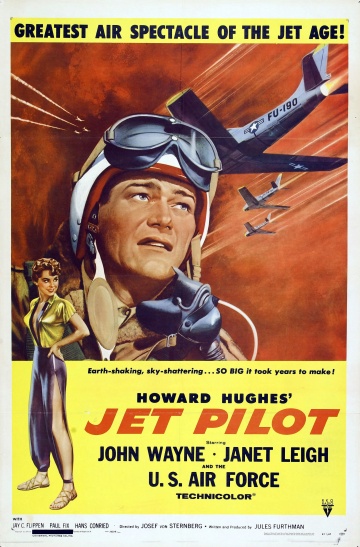 GREATEST AIR SPECTACLE OF THE JET AGE!
FU-190
Earth-shaking, sky-shattering...SO BIG it took years to make!
HOWARD HUGHES'
JET PILOT
Starring
JOHN WAYNE · JANET LEIGH
AND THE
U.S. AIR FORCE
TECHNICOLOR®
WITH
JAY C. FLIPPEN PAUL FIX HANS CONRIED · Directed by JOSEF von STERNBERG · Written and Produced by JULES FURTHMAN